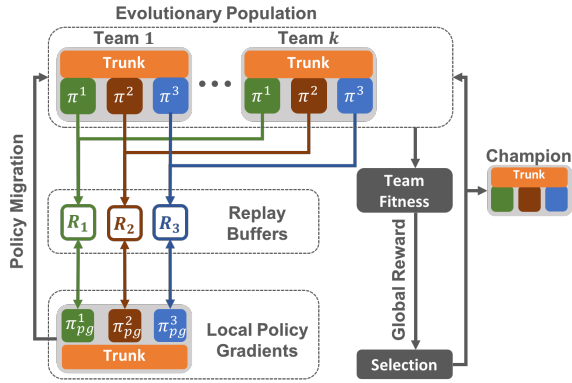 Evolutionary Population
Team 1
Team k
Trunk
Trunk
π¹ π² π³
π¹ π² π³
Policy Migration
R₁ R₂ R₃
Replay
Buffers
Team
Fitness
Champion
Trunk
Global Reward
π¹pg π²pg π³pg
Trunk
Local Policy
Gradients
Selection